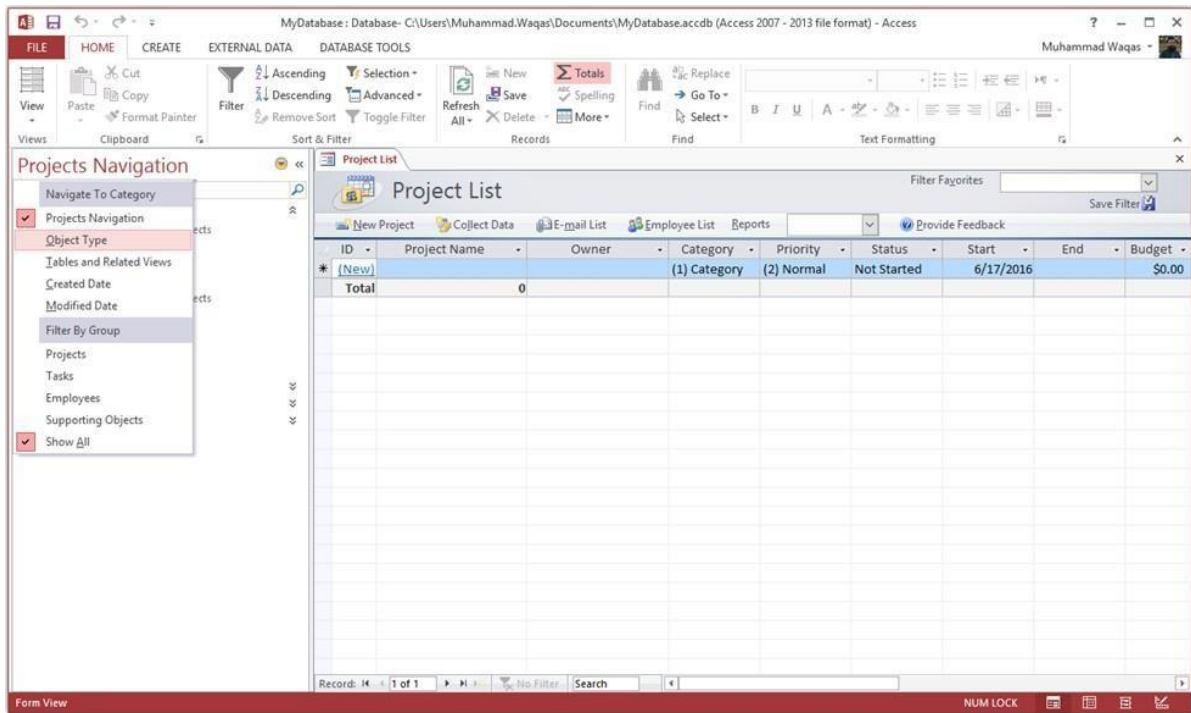 MyDatabase : Database- C:\Users\Muhammad.Waqas\Documents\MyDatabase.accdb (Access 2007 - 2013 file format) - Access
FILE HOME CREATE EXTERNAL DATA DATABASE TOOLS Muhammad Waqas
View
Views
Paste
Cut
Copy
Format Painter
Clipboard
Filter
Ascending
Descending
Remove Sort
Selection
Advanced
Toggle Filter
Sort & Filter
Refresh
All
New
Save
Delete
Totals
Spelling
More
Records
Find
Replace
Go To
Select
Find
B I U A
Text Formatting
Projects Navigation
Navigate To Category
Projects Navigation
Object Type
Tables and Related Views
Created Date
Modified Date
Filter By Group
Projects
Tasks
Employees
Supporting Objects
Show All
ects
ects
Project List
Project List
Filter Favorites
Save Filter
New Project Collect Data E-mail List Employee List Reports Provide Feedback
ID Project Name Owner Category Priority Status Start End Budget
(New) (1) Category (2) Normal Not Started 6/17/2016 $0.00
Total 0
Record: 1 of 1 No Filter Search
Form View NUM LOCK